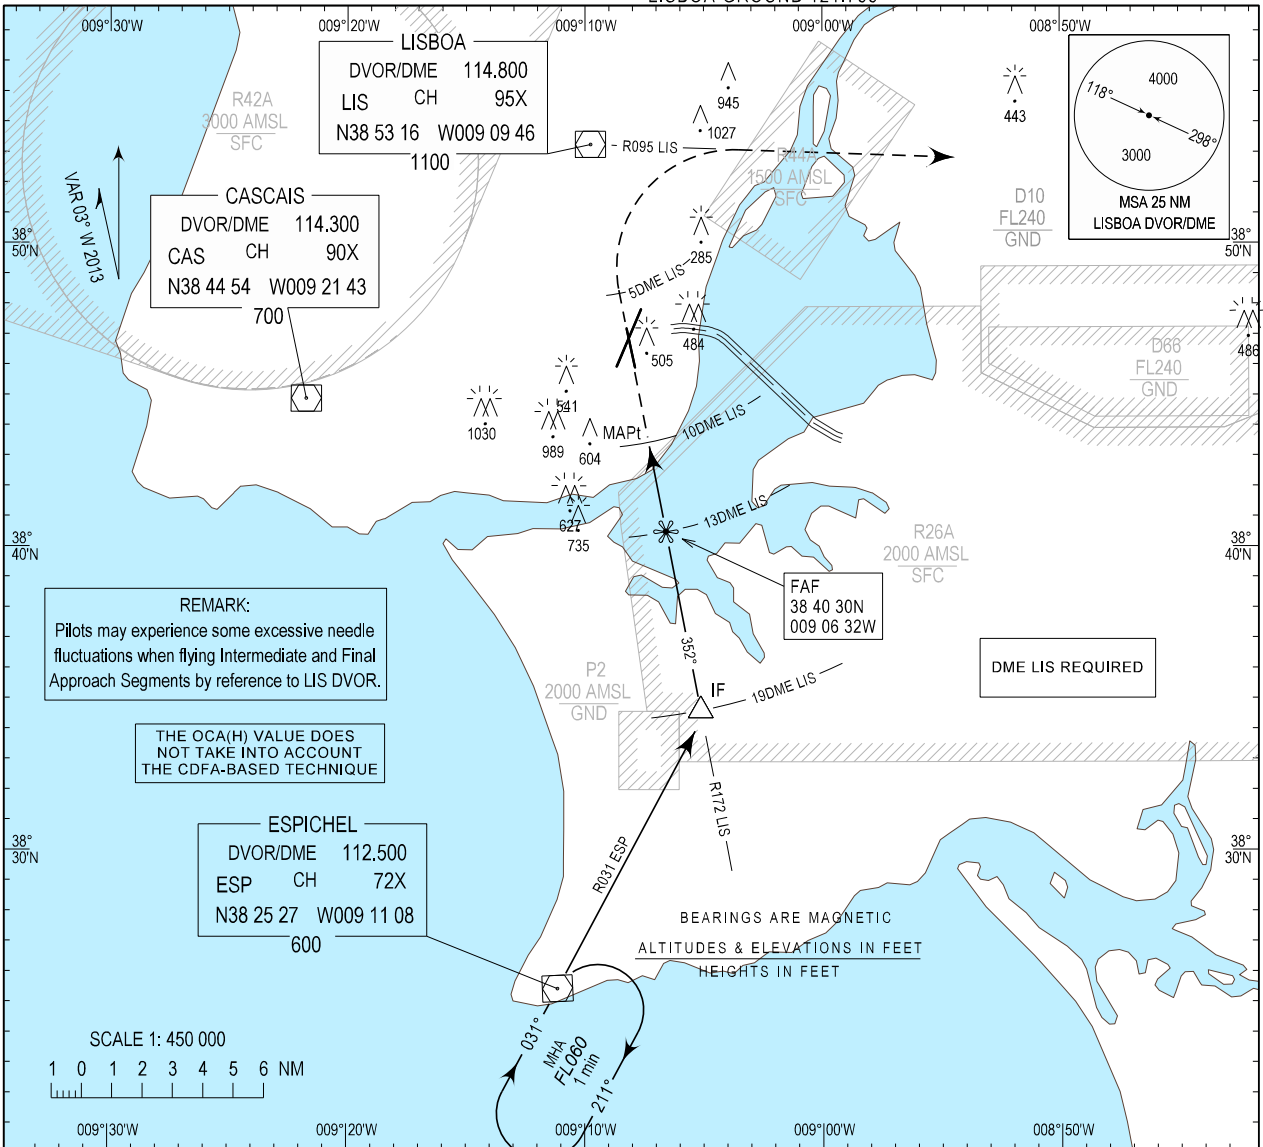 009°30'W
009°20'W
009°10'W
009°00'W
008°50'W
LISBOA
DVOR/DME 114.800
LIS CH 95X
N38 53 16 W009 09 46
1100
R42A
3000 AMSL
SFC
VAR 03° W 2013
CASCAIS
DVOR/DME 114.300
CAS CH 90X
N38 44 54 W009 21 43
700
945
1027
R095 LIS
R44A
1500 AMSL
SFC
443
118°
4000
298°
3000
MSA 25 NM
LISBOA DVOR/DME
D10
FL240
GND
38°
50'N
38°
50'N
285
5DME LIS
484
505
486
D66
FL240
GND
541
1030
989
604
MAPt
10DME LIS
627
735
13DME LIS
R26A
2000 AMSL
SFC
38°
40'N
38°
40'N
FAF
38 40 30N
009 06 32W
REMARK:
Pilots may experience some excessive needle
fluctuations when flying Intermediate and Final
Approach Segments by reference to LIS DVOR.
352°
P2
2000 AMSL
GND
IF
19DME LIS
DME LIS REQUIRED
THE OCA(H) VALUE DOES
NOT TAKE INTO ACCOUNT
THE CDFA-BASED TECHNIQUE
R172 LIS
ESPICHEL
DVOR/DME 112.500
ESP CH 72X
N38 25 27 W009 11 08
600
R031 ESP
38°
30'N
38°
30'N
BEARINGS ARE MAGNETIC
ALTITUDES & ELEVATIONS IN FEET
HEIGHTS IN FEET
031°
MHA
FL060
1 min
211°
SCALE 1: 450 000
1 0 1 2 3 4 5 6 NM
009°30'W
009°20'W
009°10'W
009°00'W
008°50'W